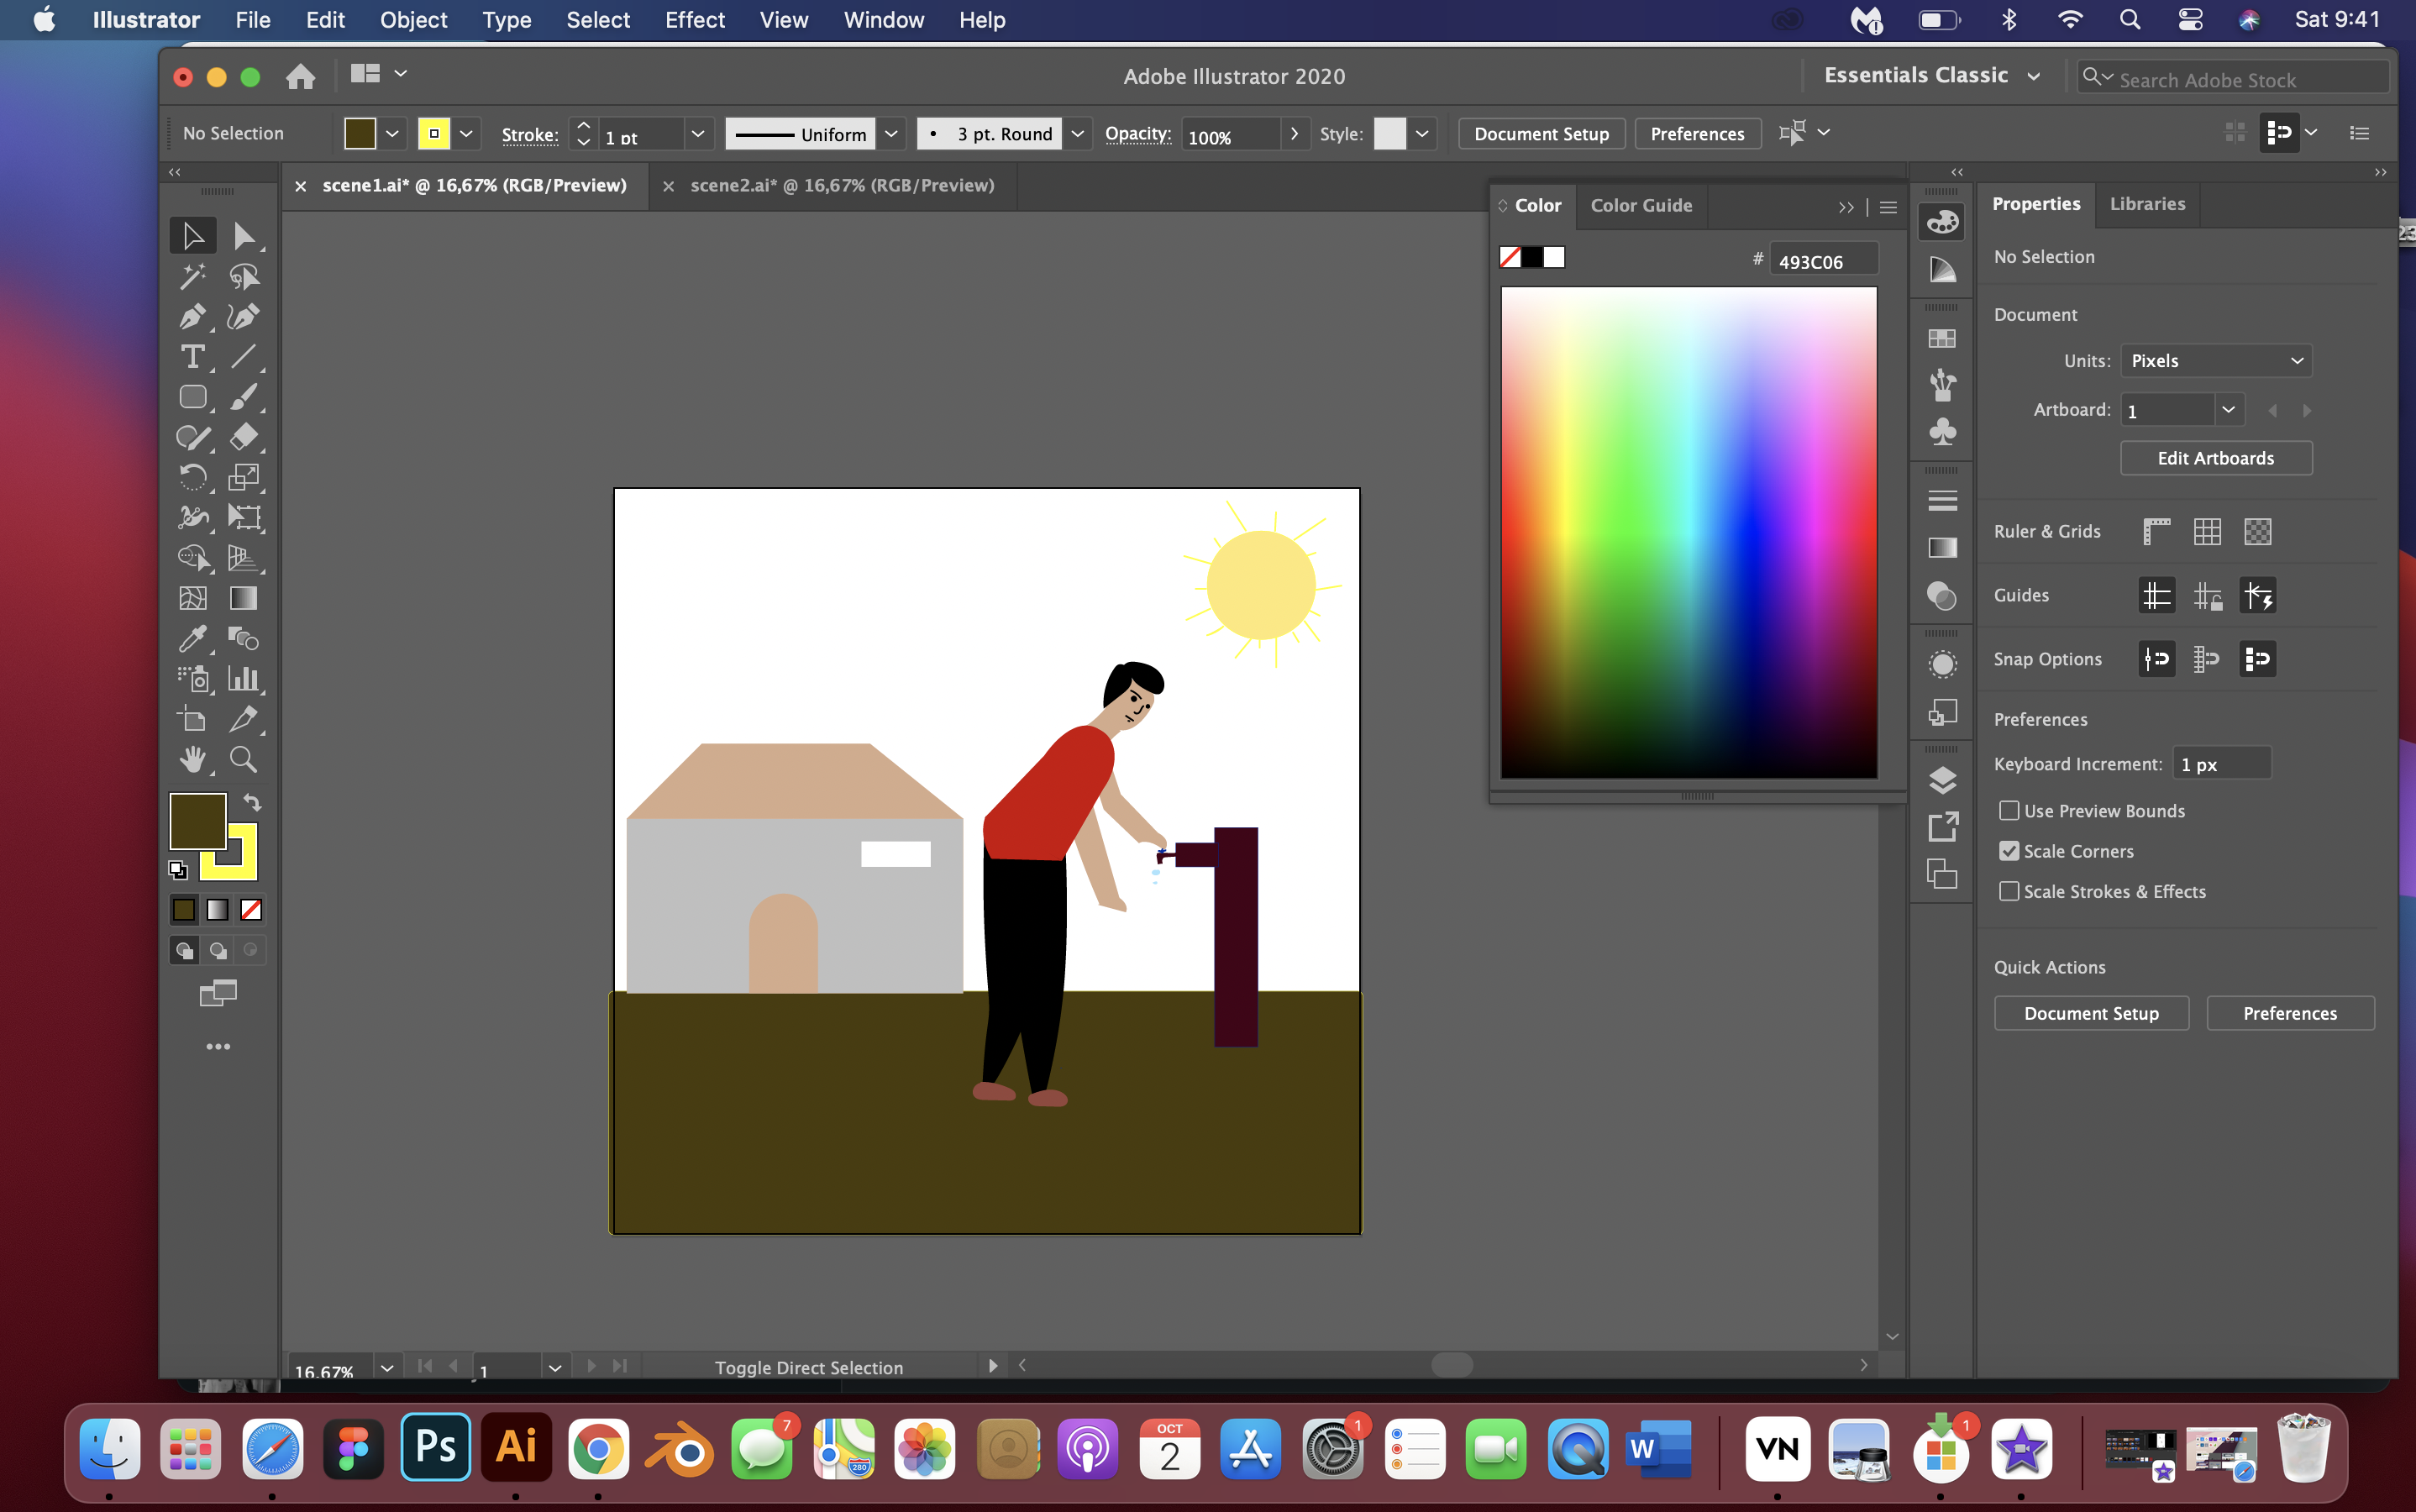 Illustrator File Edit Object Type Select Effect View Window Help Sat 9:41
Adobe Illustrator 2020 Essentials Classic Search Adobe Stock
No Selection Stroke: 1 pt Uniform 3 pt. Round Opacity: 100% Style: Document Setup Preferences
scene1.ai* @ 16,67% (RGB/Preview) scene2.ai* @ 16,67% (RGB/Preview)
Color Color Guide
# 493C06
Properties Libraries
No Selection
Document
Units: Pixels
Artboard: 1
Edit Artboards
Ruler & Grids
Guides
Snap Options
Preferences
Keyboard Increment: 1 px
Use Preview Bounds
Scale Corners
Scale Strokes & Effects
Quick Actions
Document Setup Preferences
16,67% 1 Toggle Direct Selection
Ps Ai 7 280 OCT 2 1 W VN 1
23